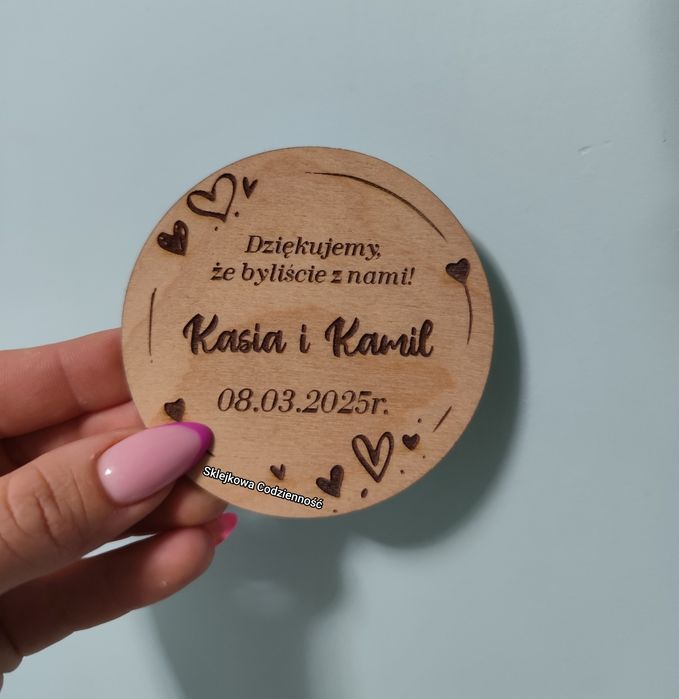 Dziękujemy,
że byliście z nami!
Kasia i Kamil
08.03.2025r.
Sklejkowa Codzienność